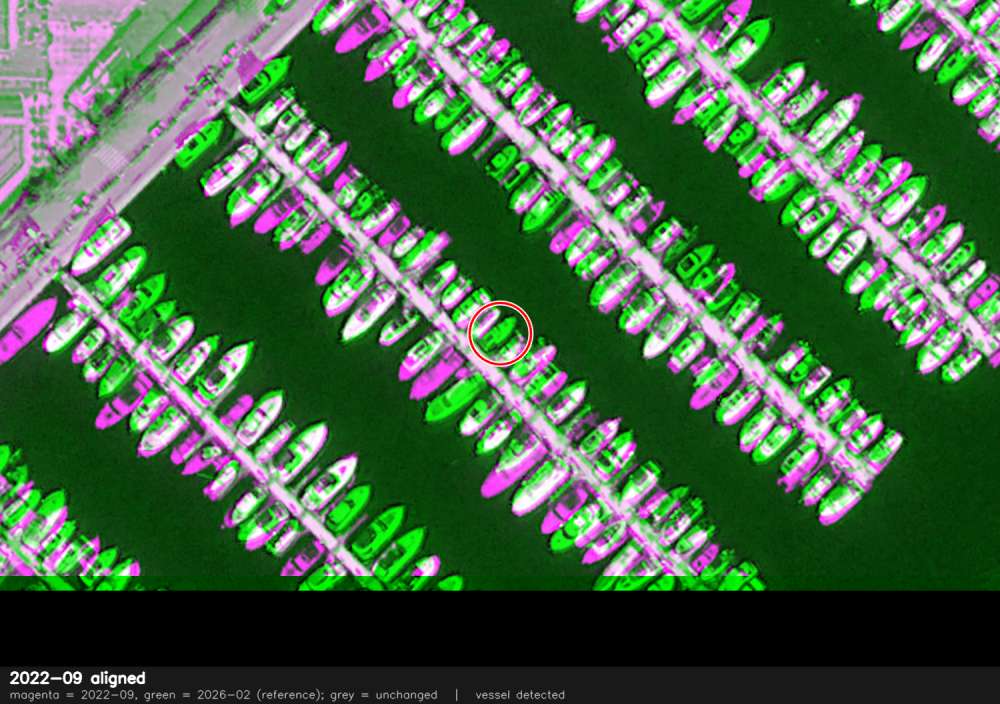 2022-09 aligned
magenta = 2022-09, green = 2026-02 (reference); grey = unchanged | vessel detected